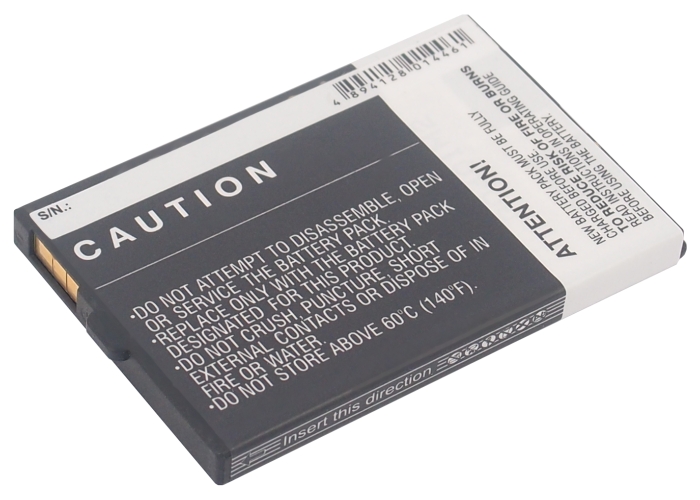 S/N.:
4894128014461
CAUTION
•DO NOT ATTEMPT TO DISASSEMBLE, OPEN
OR SERVICE THE BATTERY PACK.
•REPLACE ONLY WITH THE BATTERY PACK
DESIGNATED FOR THIS PRODUCT.
•DO NOT CRUSH, PUNCTURE, SHORT
EXTERNAL CONTACTS OR DISPOSE OF IN
FIRE OR WATER.
•DO NOT STORE ABOVE 60°C (140°F).
Insert this direction
ATTENTION!
NEW BATTERY PACK MUST BE FULLY
CHARGED BEFORE USE.
TO REDUCE RISK OF FIRE OR BURNS
READ INSTRUCTIONS IN OPERATING GUIDE
BEFORE USING THE BATTERY.